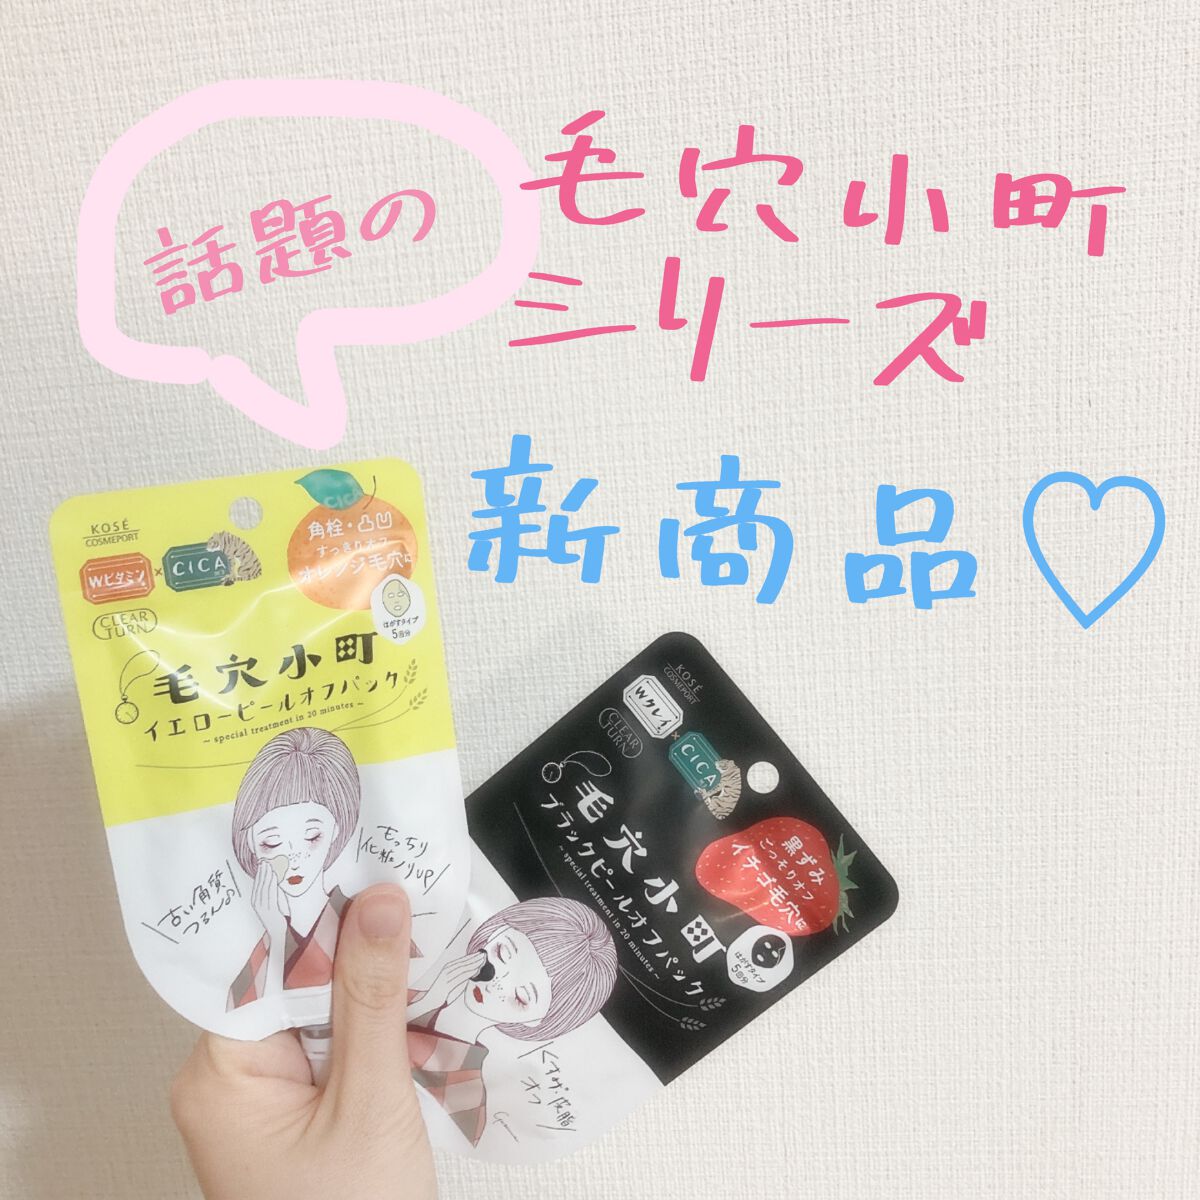 話題の
毛穴小町
シリーズ
新商品♡
KOSÉ
COSMEPORT
Wビタミン×CICA
CLEAR
TURN
CICA
角栓・凸凹
すっきりオフ
オレンジ毛穴に
はがすタイプ
5回分
毛穴小町
イエローピールオフパック
~ special treatment in 20 minutes ~
古い角質
つるん♪
もっちり
化粧ノリUP
KOSÉ
COSMEPORT
Wクレイ×CICA
CLEAR
TURN
毛穴小町
ブラックピールオフパック
~ special treatment in 20 minutes ~
黒ずみ
ごっそりオフ
イチゴ毛穴に
はがすタイプ
5回分
くすみ・皮脂
オフ